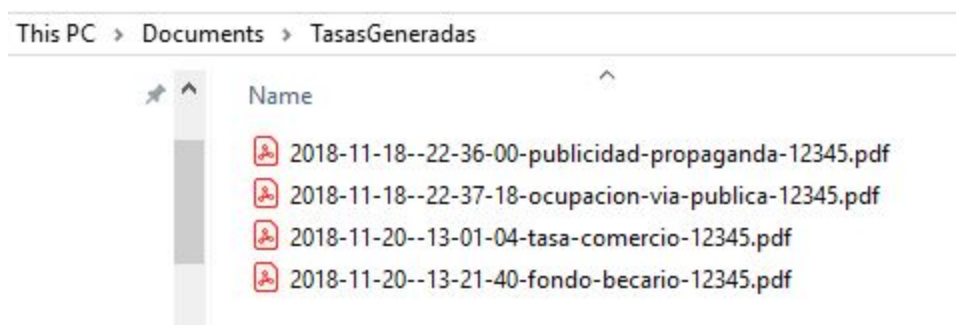 This PC > Documents > TasasGeneradas
Name
2018-11-18--22-36-00-publicidad-propaganda-12345.pdf
2018-11-18--22-37-18-ocupacion-via-publica-12345.pdf
2018-11-20--13-01-04-tasa-comercio-12345.pdf
2018-11-20--13-21-40-fondo-becario-12345.pdf